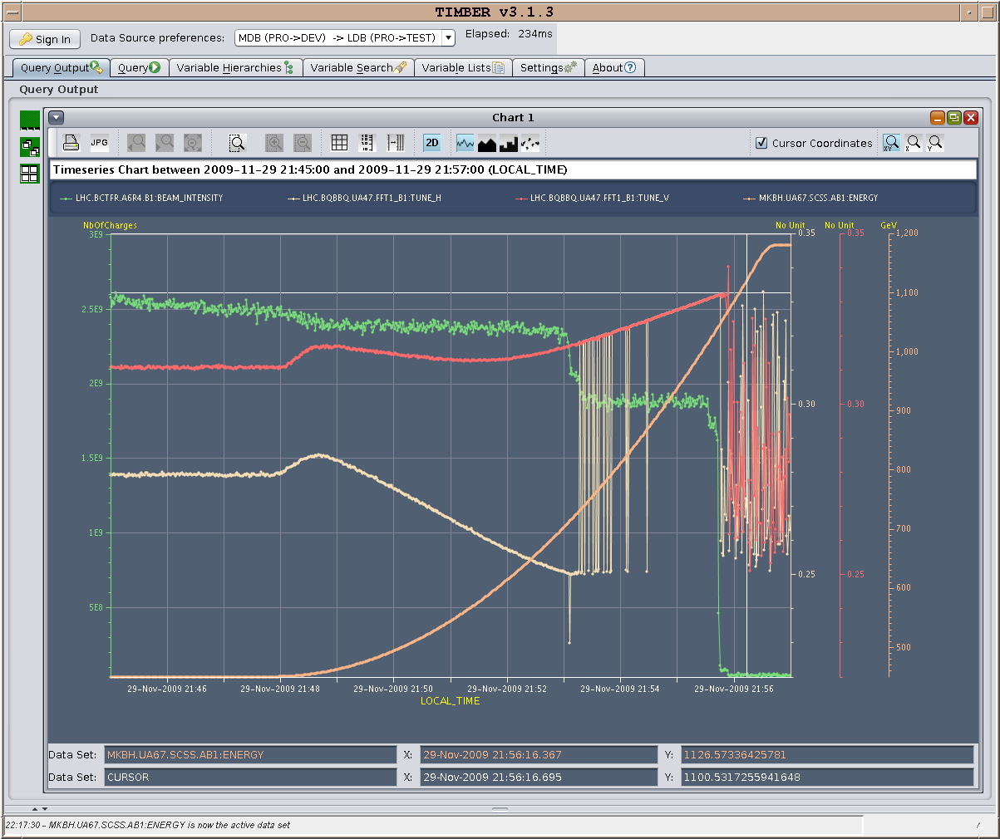 TIMBER v3.1.3
Sign In Data Source preferences: MDB (PRO->DEV) -> LDB (PRO->TEST) Elapsed: 234ms
Query Output Query Variable Hierarchies Variable Search Variable Lists Settings About
Query Output
Chart 1
JPG 2D Cursor Coordinates XY X Y
Timeseries Chart between 2009-11-29 21:45:00 and 2009-11-29 21:57:00 (LOCAL_TIME)
LHC.BCTFR.A6R4.B1:BEAM_INTENSITY LHC.BQBBQ.UA47.FFT1_B1:TUNE_H LHC.BQBBQ.UA47.FFT1_B1:TUNE_V MKBH.UA67.SCSS.AB1:ENERGY
NbOfCharges No Unit No Unit GeV
3E9 0.35 0.35 1,200
1,100
2.5E9
1,000
2E9
0.30 0.30 900
1.5E9
800
1E9 700
0.25 0.25 600
5E8
500
29-Nov-2009 21:46 29-Nov-2009 21:48 29-Nov-2009 21:50 29-Nov-2009 21:52 29-Nov-2009 21:54 29-Nov-2009 21:56
LOCAL_TIME
Data Set: MKBH.UA67.SCSS.AB1:ENERGY X: 29-Nov-2009 21:56:16.367 Y: 1126.57336425781
Data Set: CURSOR X: 29-Nov-2009 21:56:16.695 Y: 1100.5317255941648
22:17:30 - MKBH.UA67.SCSS.AB1:ENERGY is now the active data set